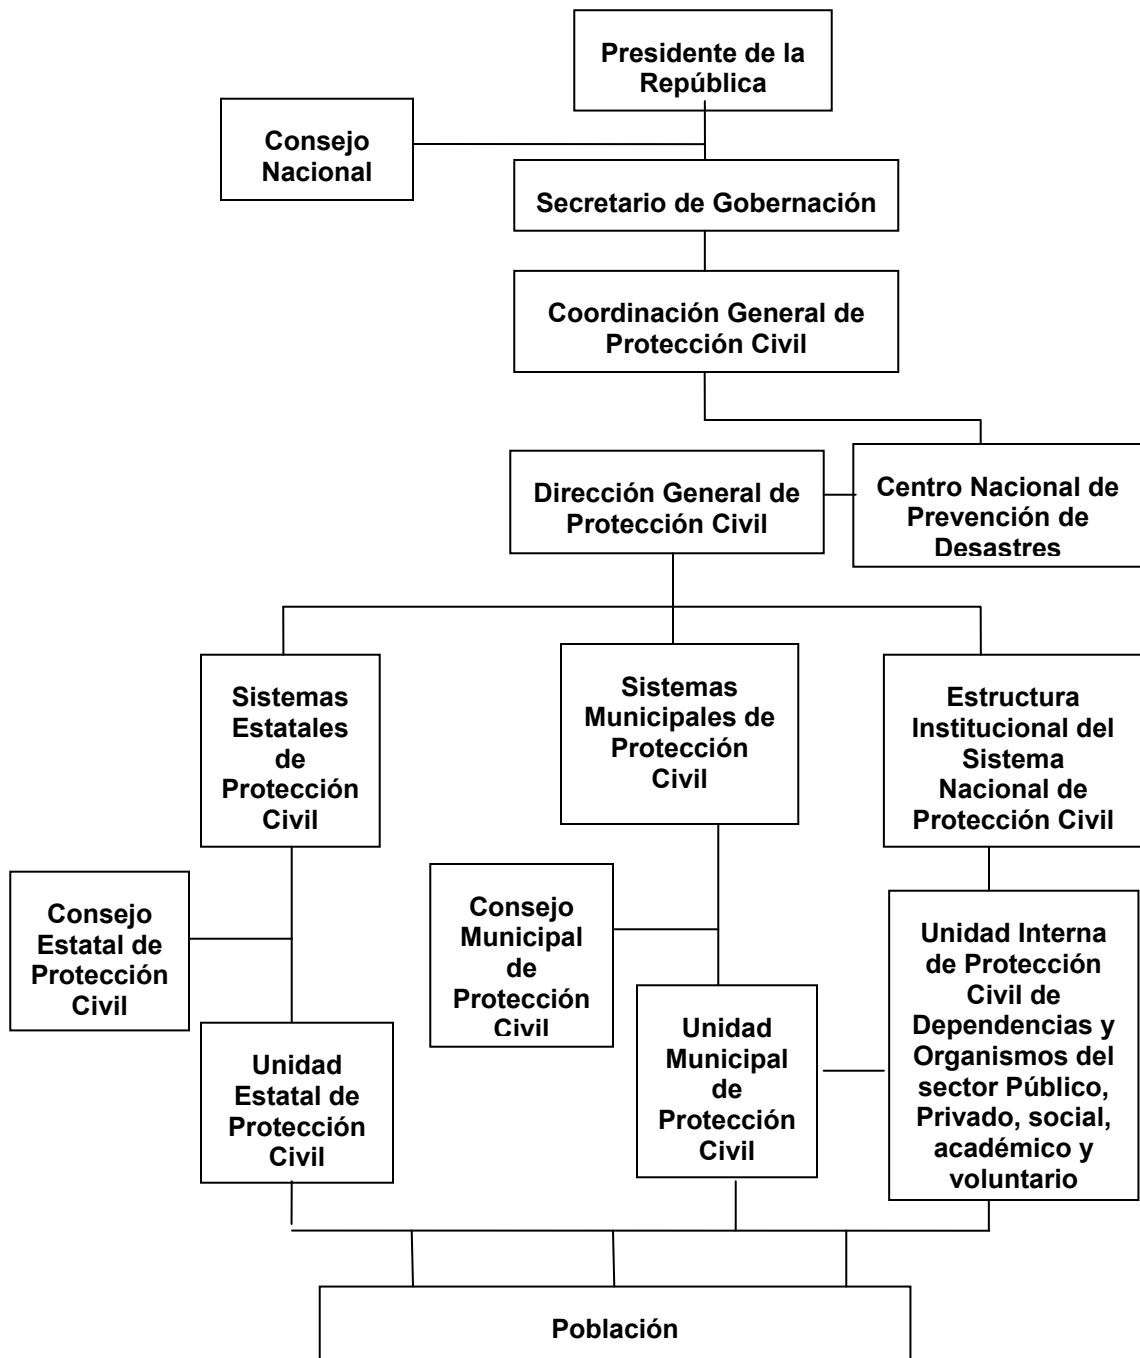 Presidente de la
República
Consejo
Nacional
Secretario de Gobernación
Coordinación General de
Protección Civil
Dirección General de
Protección Civil
Centro Nacional de
Prevención de
Desastres
Sistemas
Estatales
de
Protección
Civil
Sistemas
Municipales de
Protección
Civil
Estructura
Institucional del
Sistema
Nacional de
Protección Civil
Consejo
Estatal de
Protección
Civil
Consejo
Municipal
de
Protección
Civil
Unidad
Estatal de
Protección
Civil
Unidad
Municipal
de
Protección
Civil
Unidad Interna
de Protección
Civil de
Dependencias y
Organismos del
sector Público,
Privado, social,
académico y
voluntario
Población